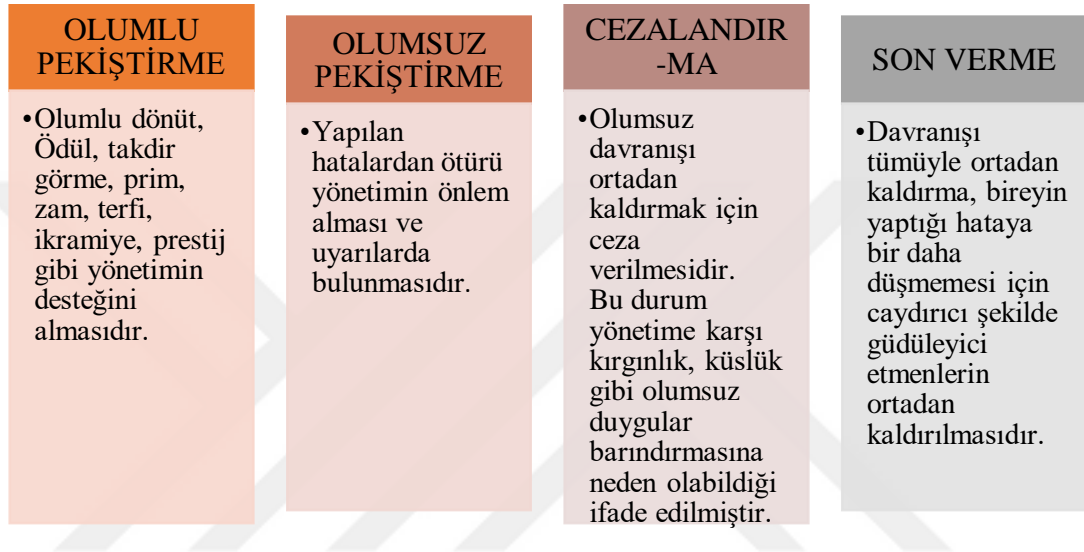 OLUMLU
PEKİŞTİRME
•Olumlu dönüt,
Ödül, takdir
görme, prim,
zam, terfi,
ikramiye, prestij
gibi yönetimin
desteğini
almasıdır.
OLUMSUZ
PEKİŞTİRME
•Yapılan
hatalardan ötürü
yönetimin önlem
alması ve
uyarılarda
bulunmasıdır.
CEZALANDIR
-MA
•Olumsuz
davranışı
ortadan
kaldırmak için
ceza
verilmesidir.
Bu durum
yönetime karşı
kırgınlık, küslük
gibi olumsuz
duygular
barındırmasına
neden olabildiği
ifade edilmiştir.
SON VERME
•Davranışı
tümüyle ortadan
kaldırma, bireyin
yaptığı hataya
bir daha
düşmemesi için
caydırıcı şekilde
güdüleyici
etmenlerin
ortadan
kaldırılmasıdır.